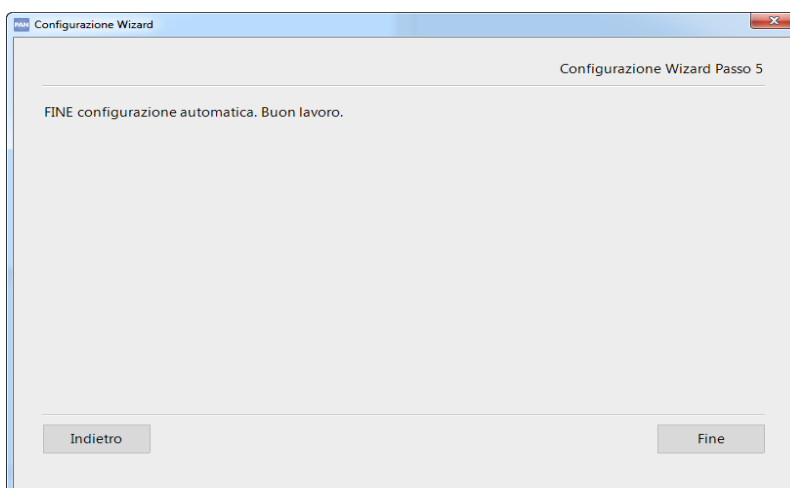 PAN Configurazione Wizard
Configurazione Wizard Passo 5
FINE configurazione automatica. Buon lavoro.
Indietro
Fine